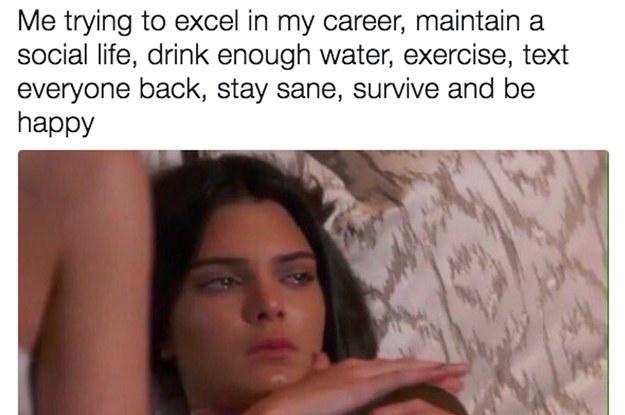 Me trying to excel in my career, maintain a
social life, drink enough water, exercise, text
everyone back, stay sane, survive and be
happy